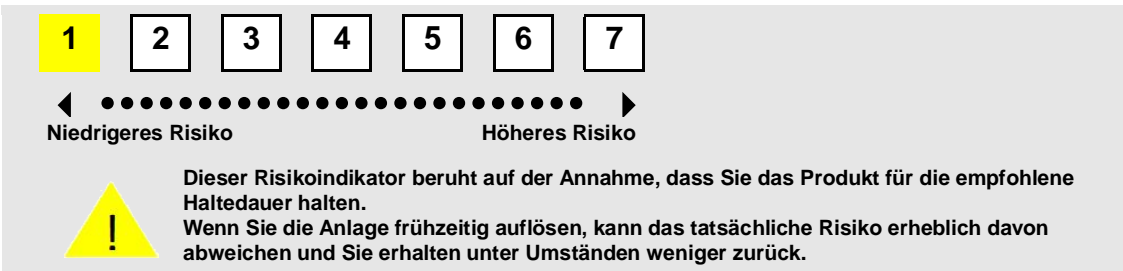 1 2 3 4 5 6 7
Niedrigeres Risiko Höheres Risiko
Dieser Risikoindikator beruht auf der Annahme, dass Sie das Produkt für die empfohlene
Haltedauer halten.
Wenn Sie die Anlage frühzeitig auflösen, kann das tatsächliche Risiko erheblich davon
abweichen und Sie erhalten unter Umständen weniger zurück.
!